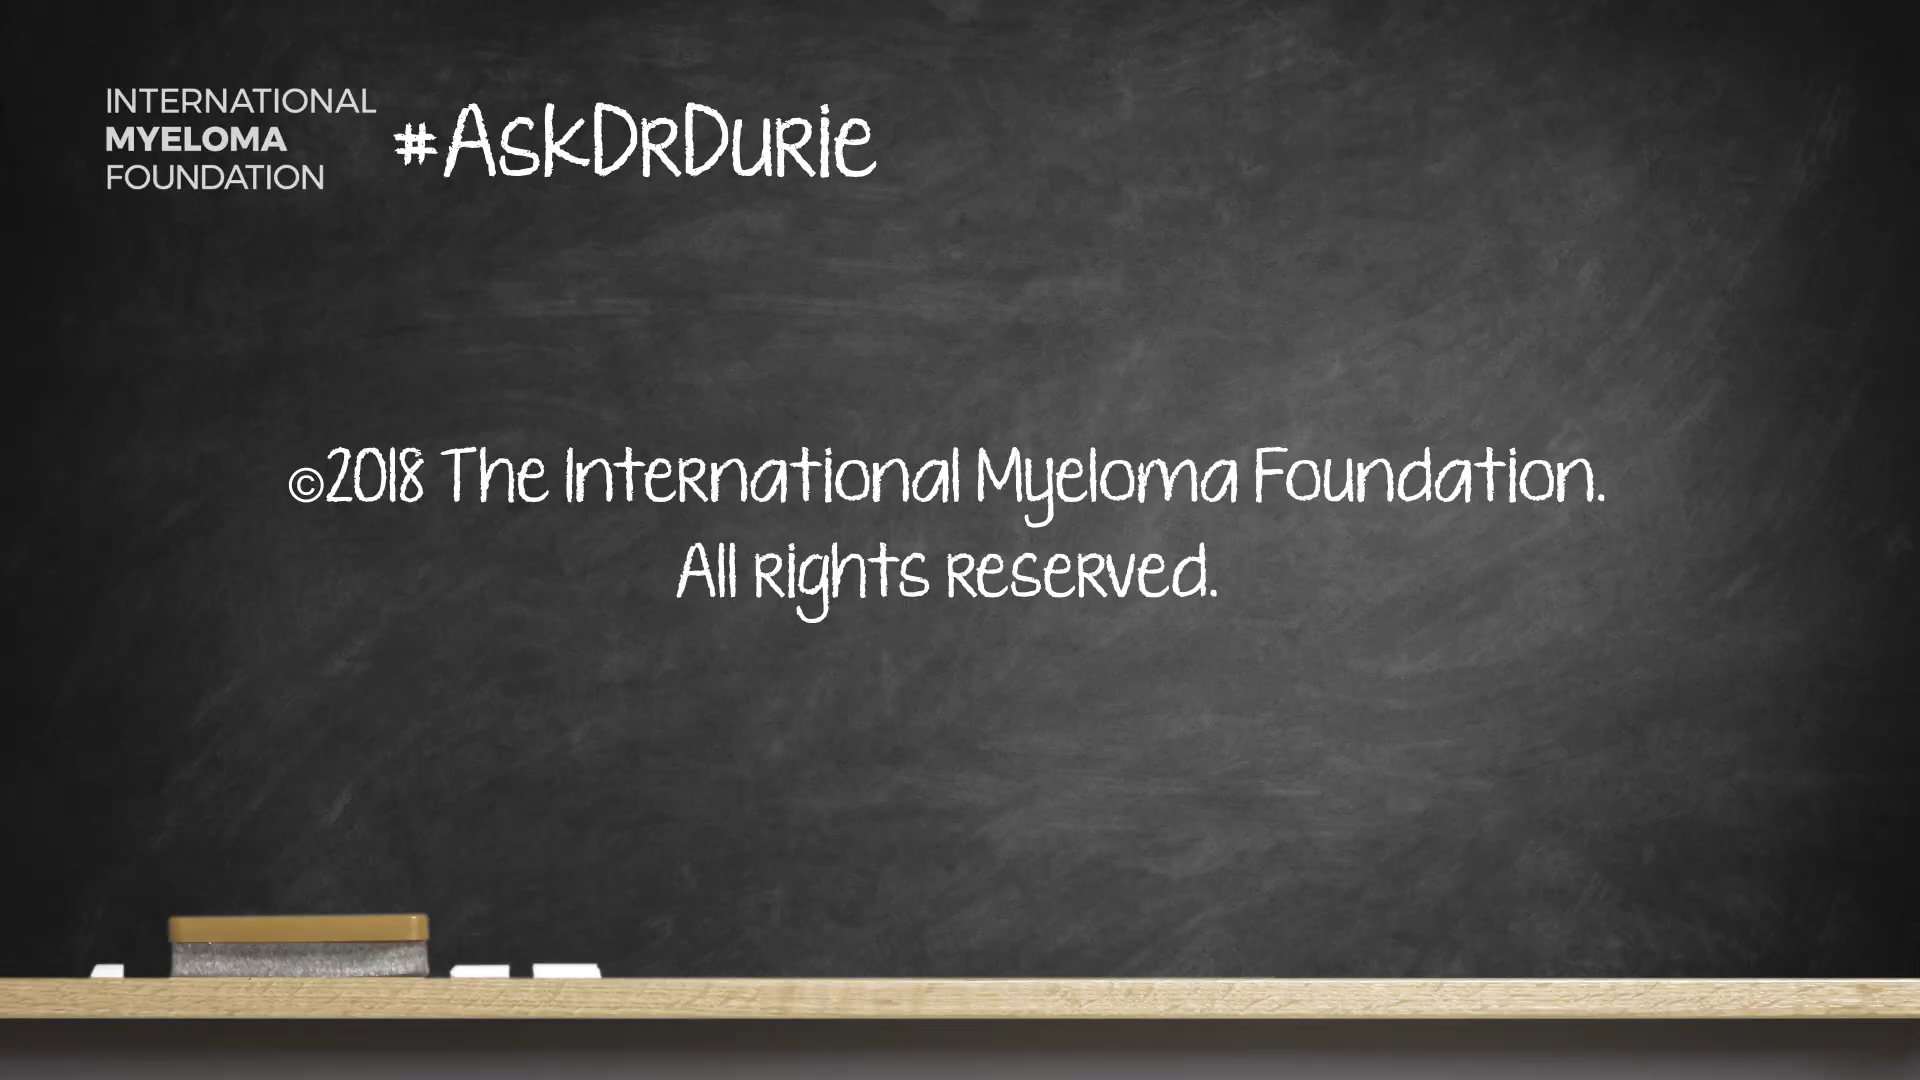 INTERNATIONAL
MYELOMA
FOUNDATION
#AskDrDurie
©2018 The International Myeloma Foundation.
All rights reserved.